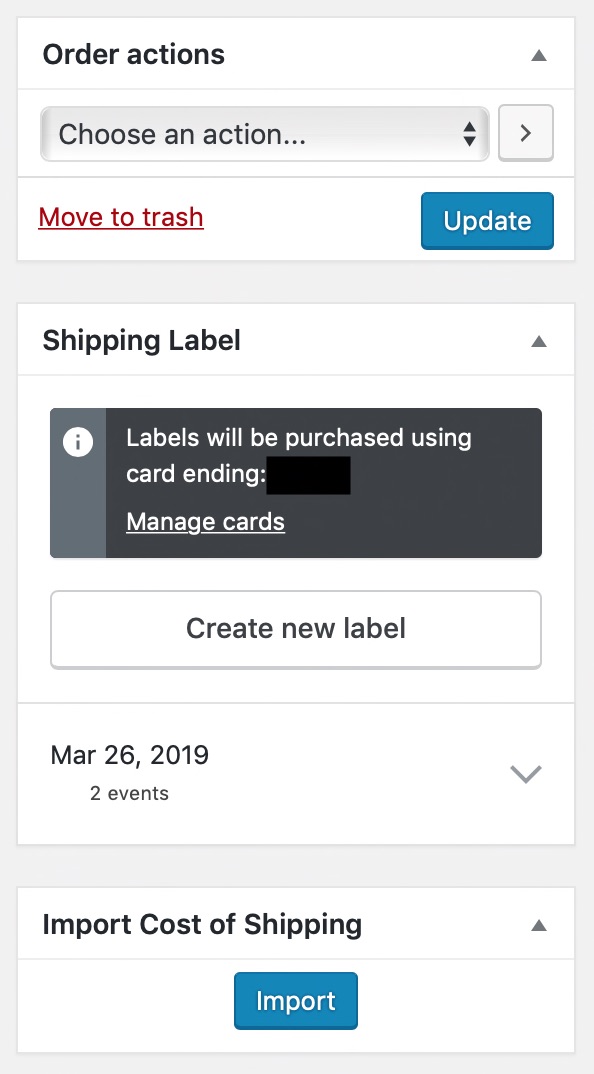 Order actions
Choose an action...
Move to trash
Update
Shipping Label
Labels will be purchased using
card ending:
Manage cards
Create new label
Mar 26, 2019
2 events
Import Cost of Shipping
Import